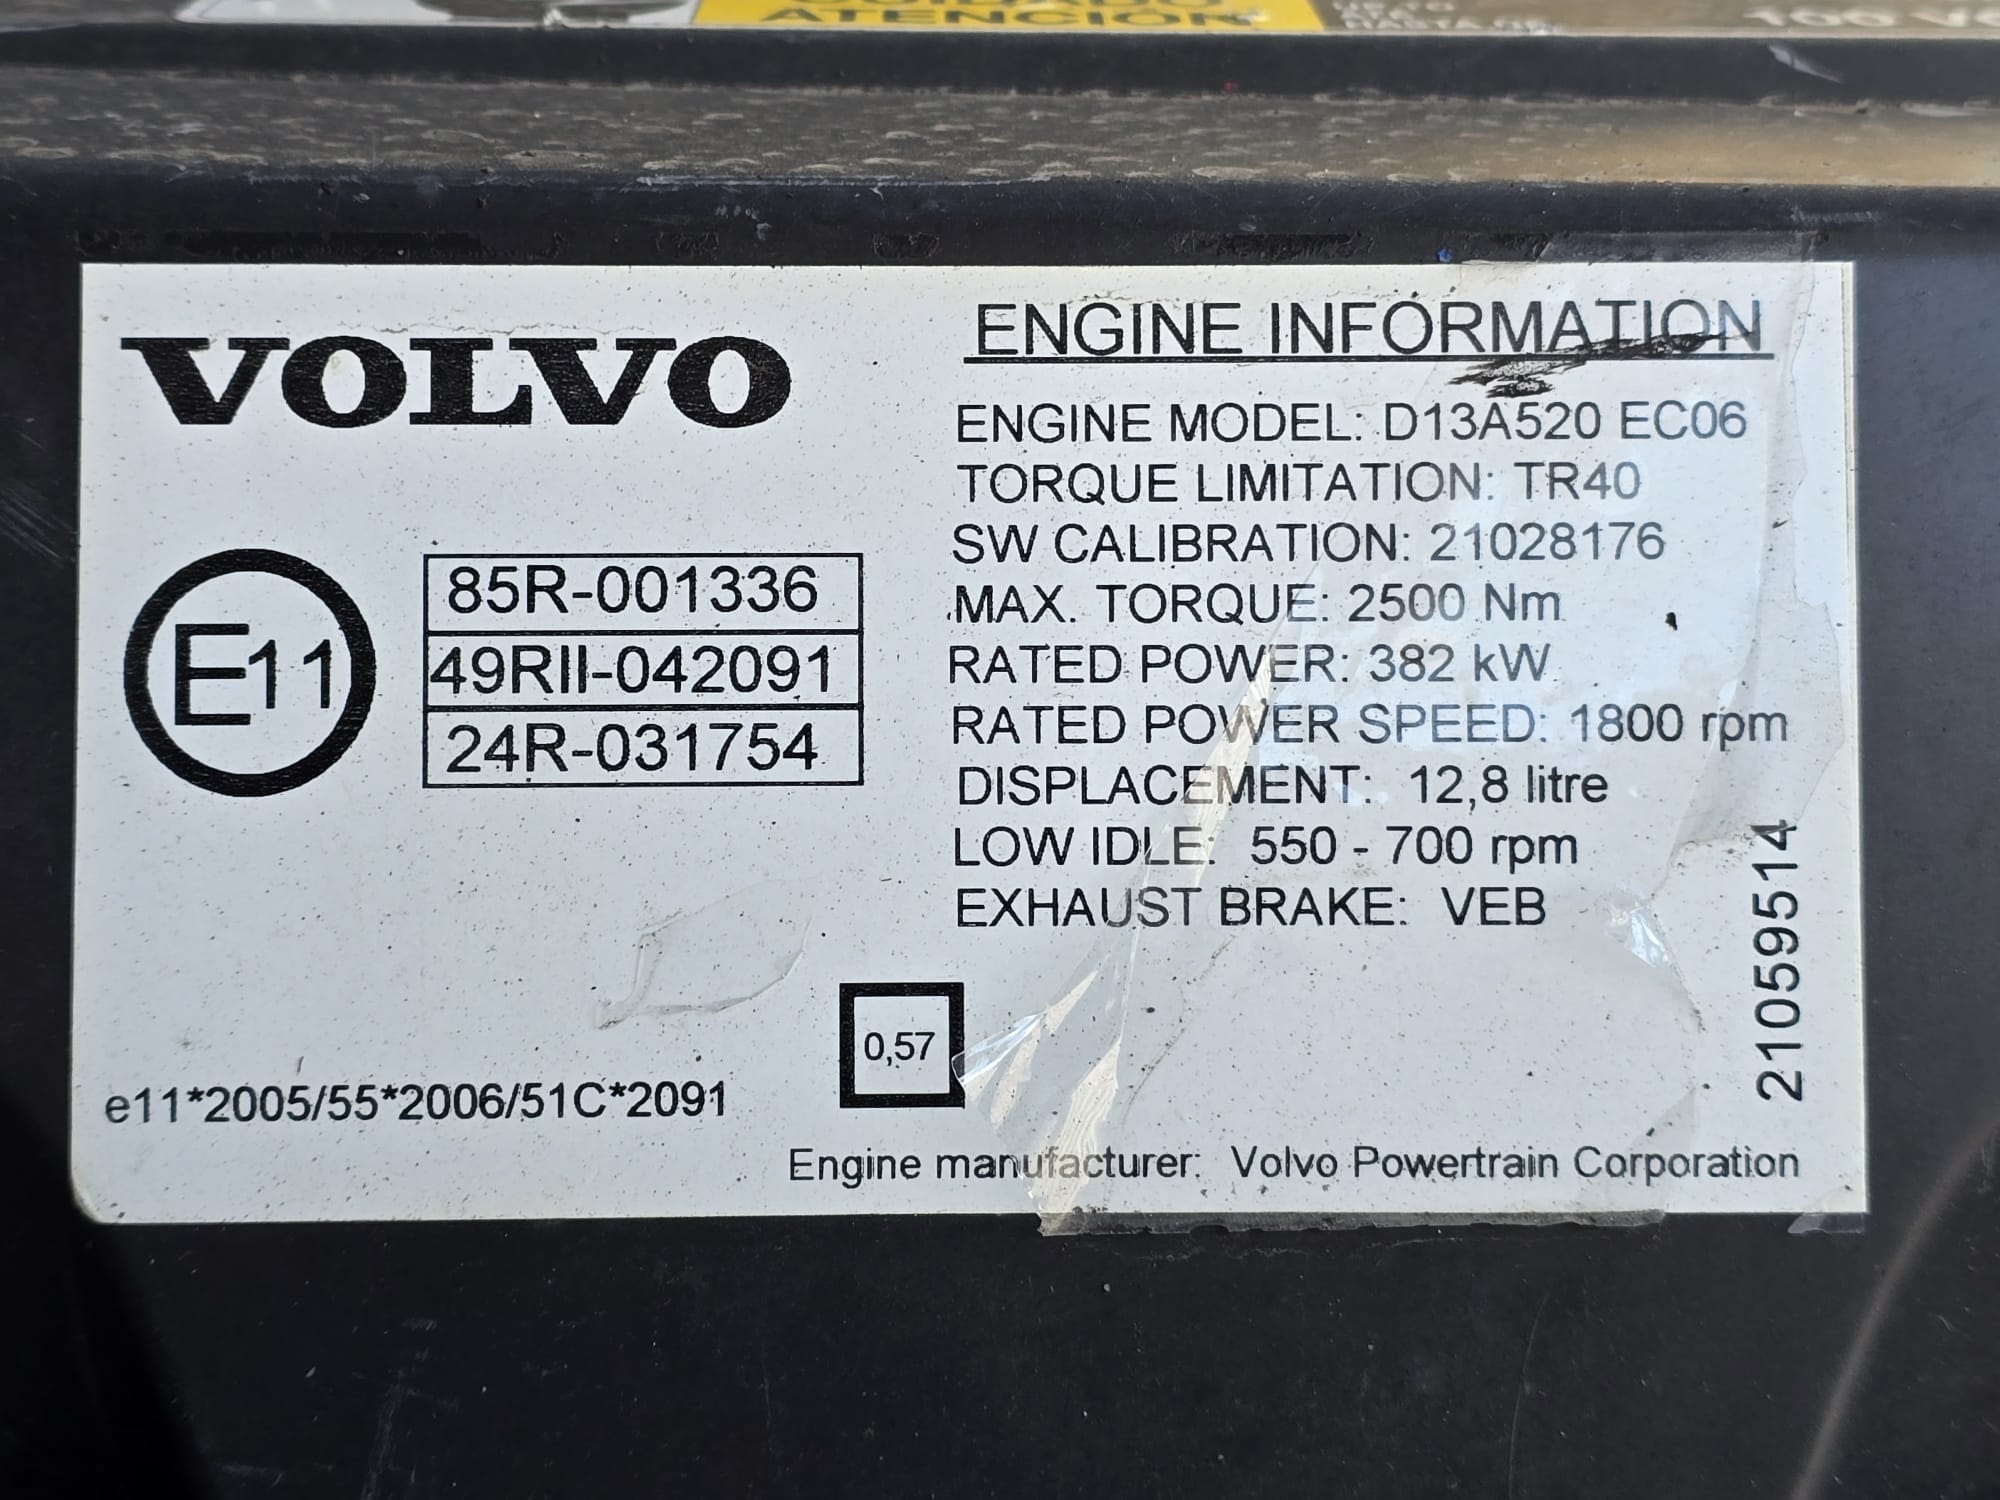 CUIDADO
ATENCIÓN
100 V
VOLVO
ENGINE INFORMATION
ENGINE MODEL: D13A520 EC06
TORQUE LIMITATION: TR40
SW CALIBRATION: 21028176
MAX. TORQUE: 2500 Nm
RATED POWER: 382 kW
RATED POWER SPEED: 1800 rpm
DISPLACEMENT: 12,8 litre
LOW IDLE: 550 - 700 rpm
EXHAUST BRAKE: VEB
E11
85R-001336
49RII-042091
24R-031754
21059514
0,57
e11*2005/55*2006/51C*2091
Engine manufacturer: Volvo Powertrain Corporation